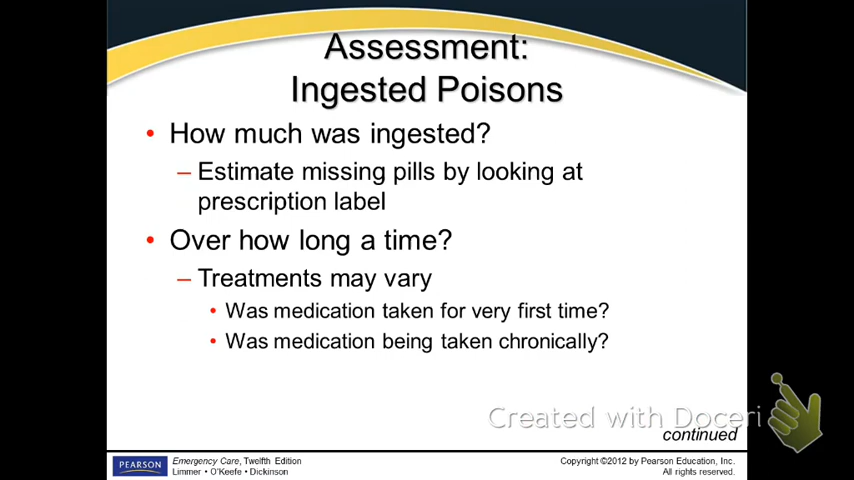 Assessment:
Ingested Poisons
• How much was ingested?
– Estimate missing pills by looking at
prescription label
• Over how long a time?
– Treatments may vary
• Was medication taken for very first time?
• Was medication being taken chronically?
Created with Doceri
continued
PEARSON
Emergency Care, Twelfth Edition
Limmer • O'Keefe • Dickinson
Copyright ©2012 by Pearson Education, Inc.
All rights reserved.